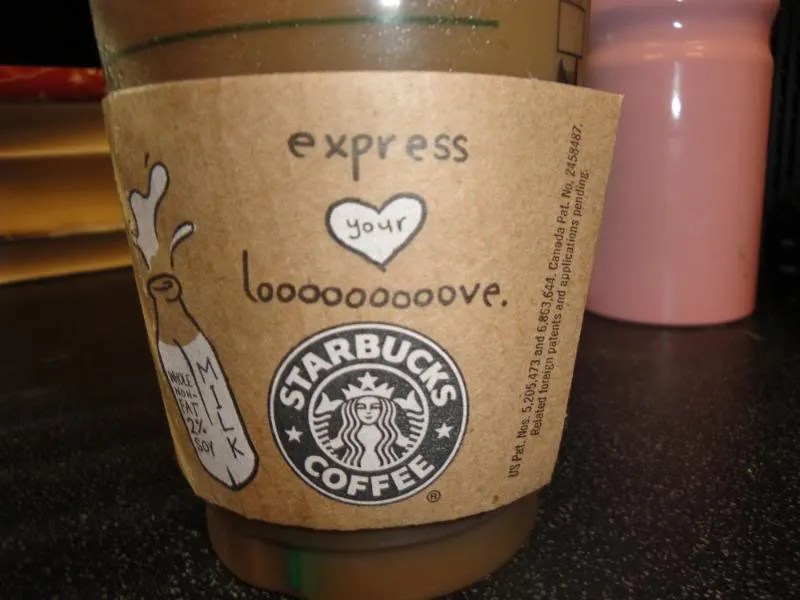 express
your
looooooooove.
STARBUCKS
COFFEE
®
MILK
WHOLE
NON-
FAT
2%
SOY
US Pat. Nos. 5,205,473 and 6,863,644. Canada Pat. No. 2458487.
Related foreign patents and applications pending.